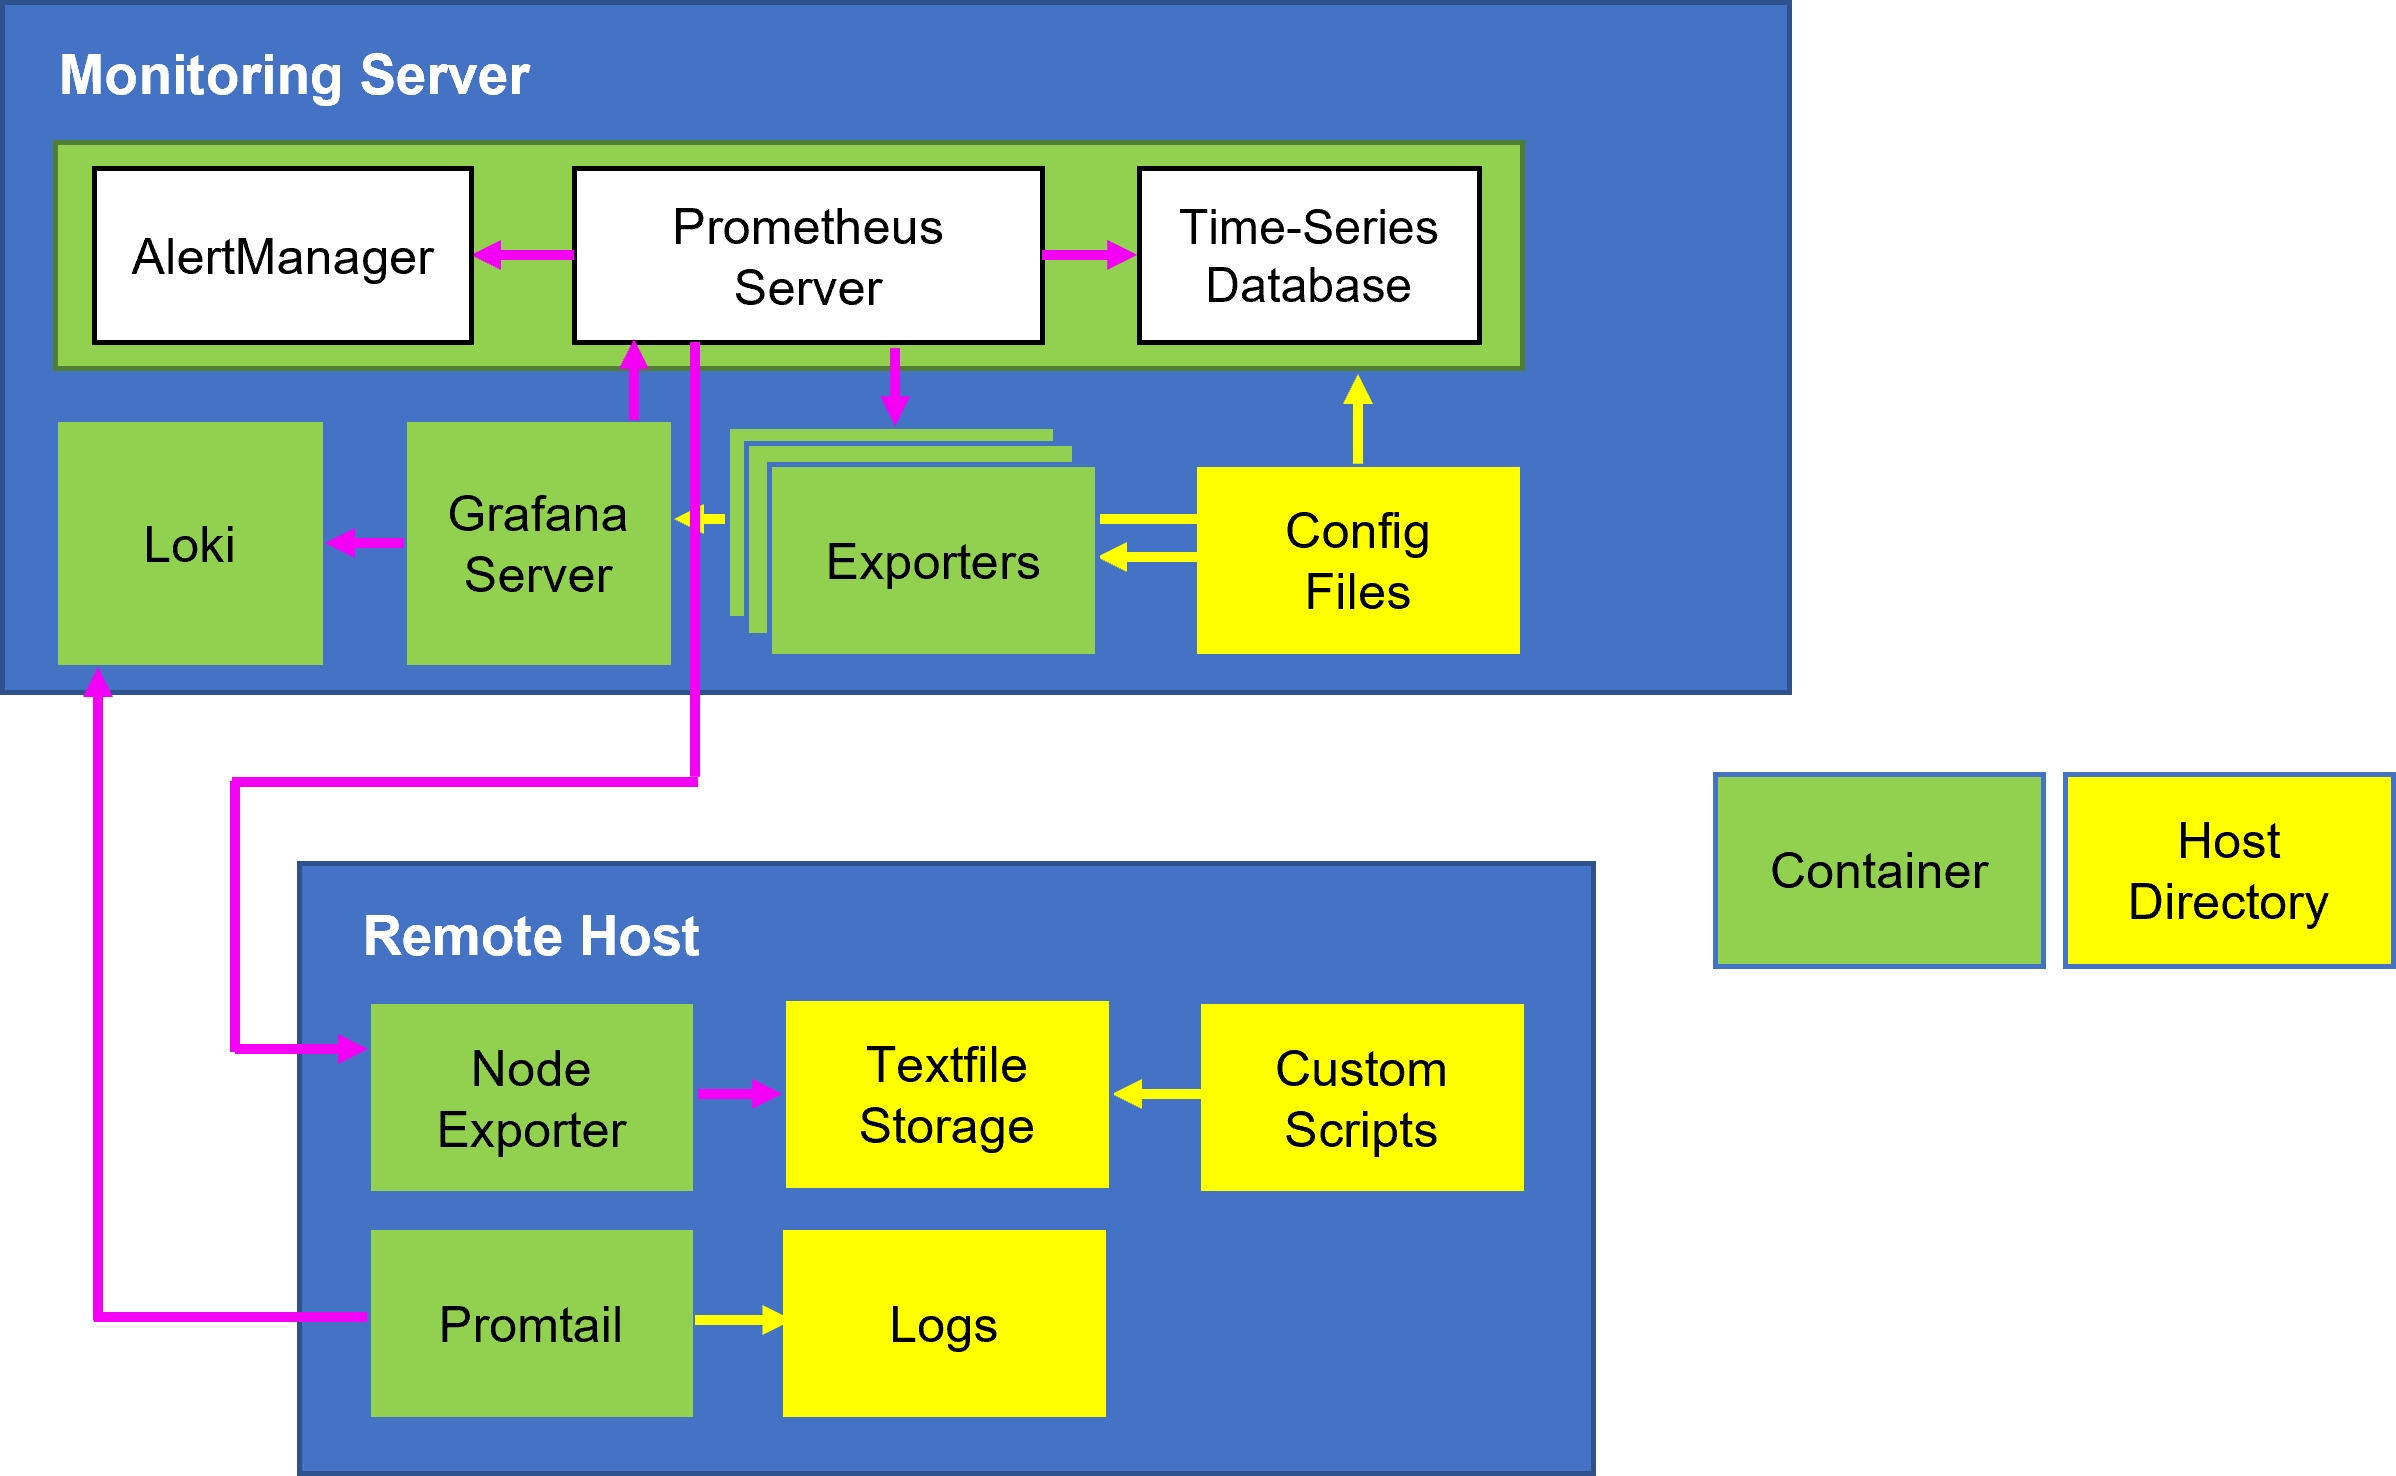 Monitoring Server
AlertManager
Prometheus
Server
Time-Series
Database
Loki
Grafana
Server
Exporters
Config
Files
Container
Host
Directory
Remote Host
Node
Exporter
Textfile
Storage
Custom
Scripts
Promtail
Logs